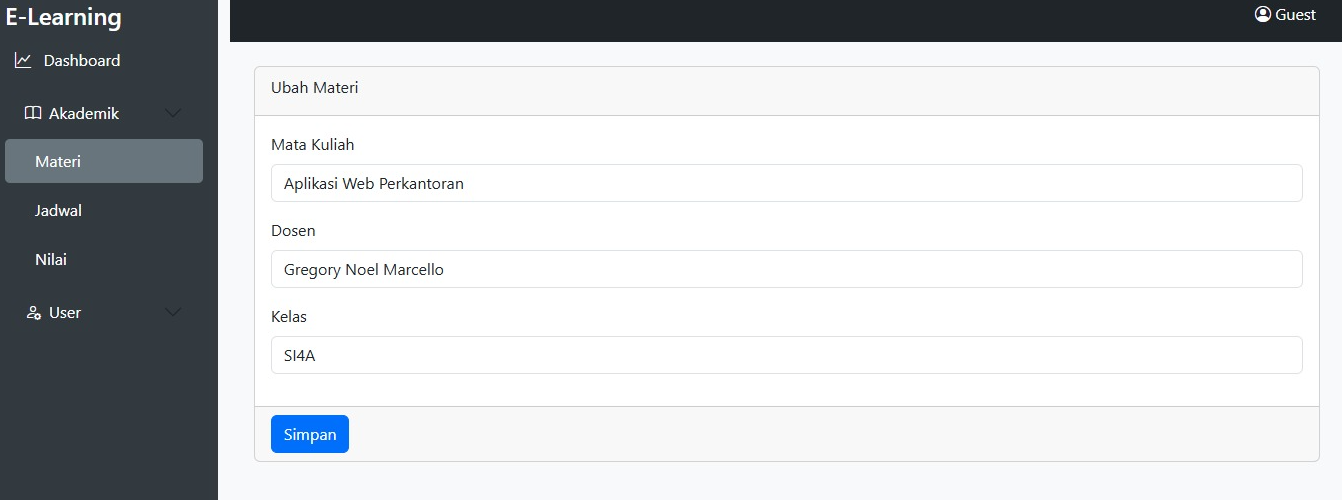 E-Learning
Guest
Dashboard
Akademik
Materi
Jadwal
Nilai
User
Ubah Materi
Mata Kuliah
Aplikasi Web Perkantoran
Dosen
Gregory Noel Marcello
Kelas
SI4A
Simpan